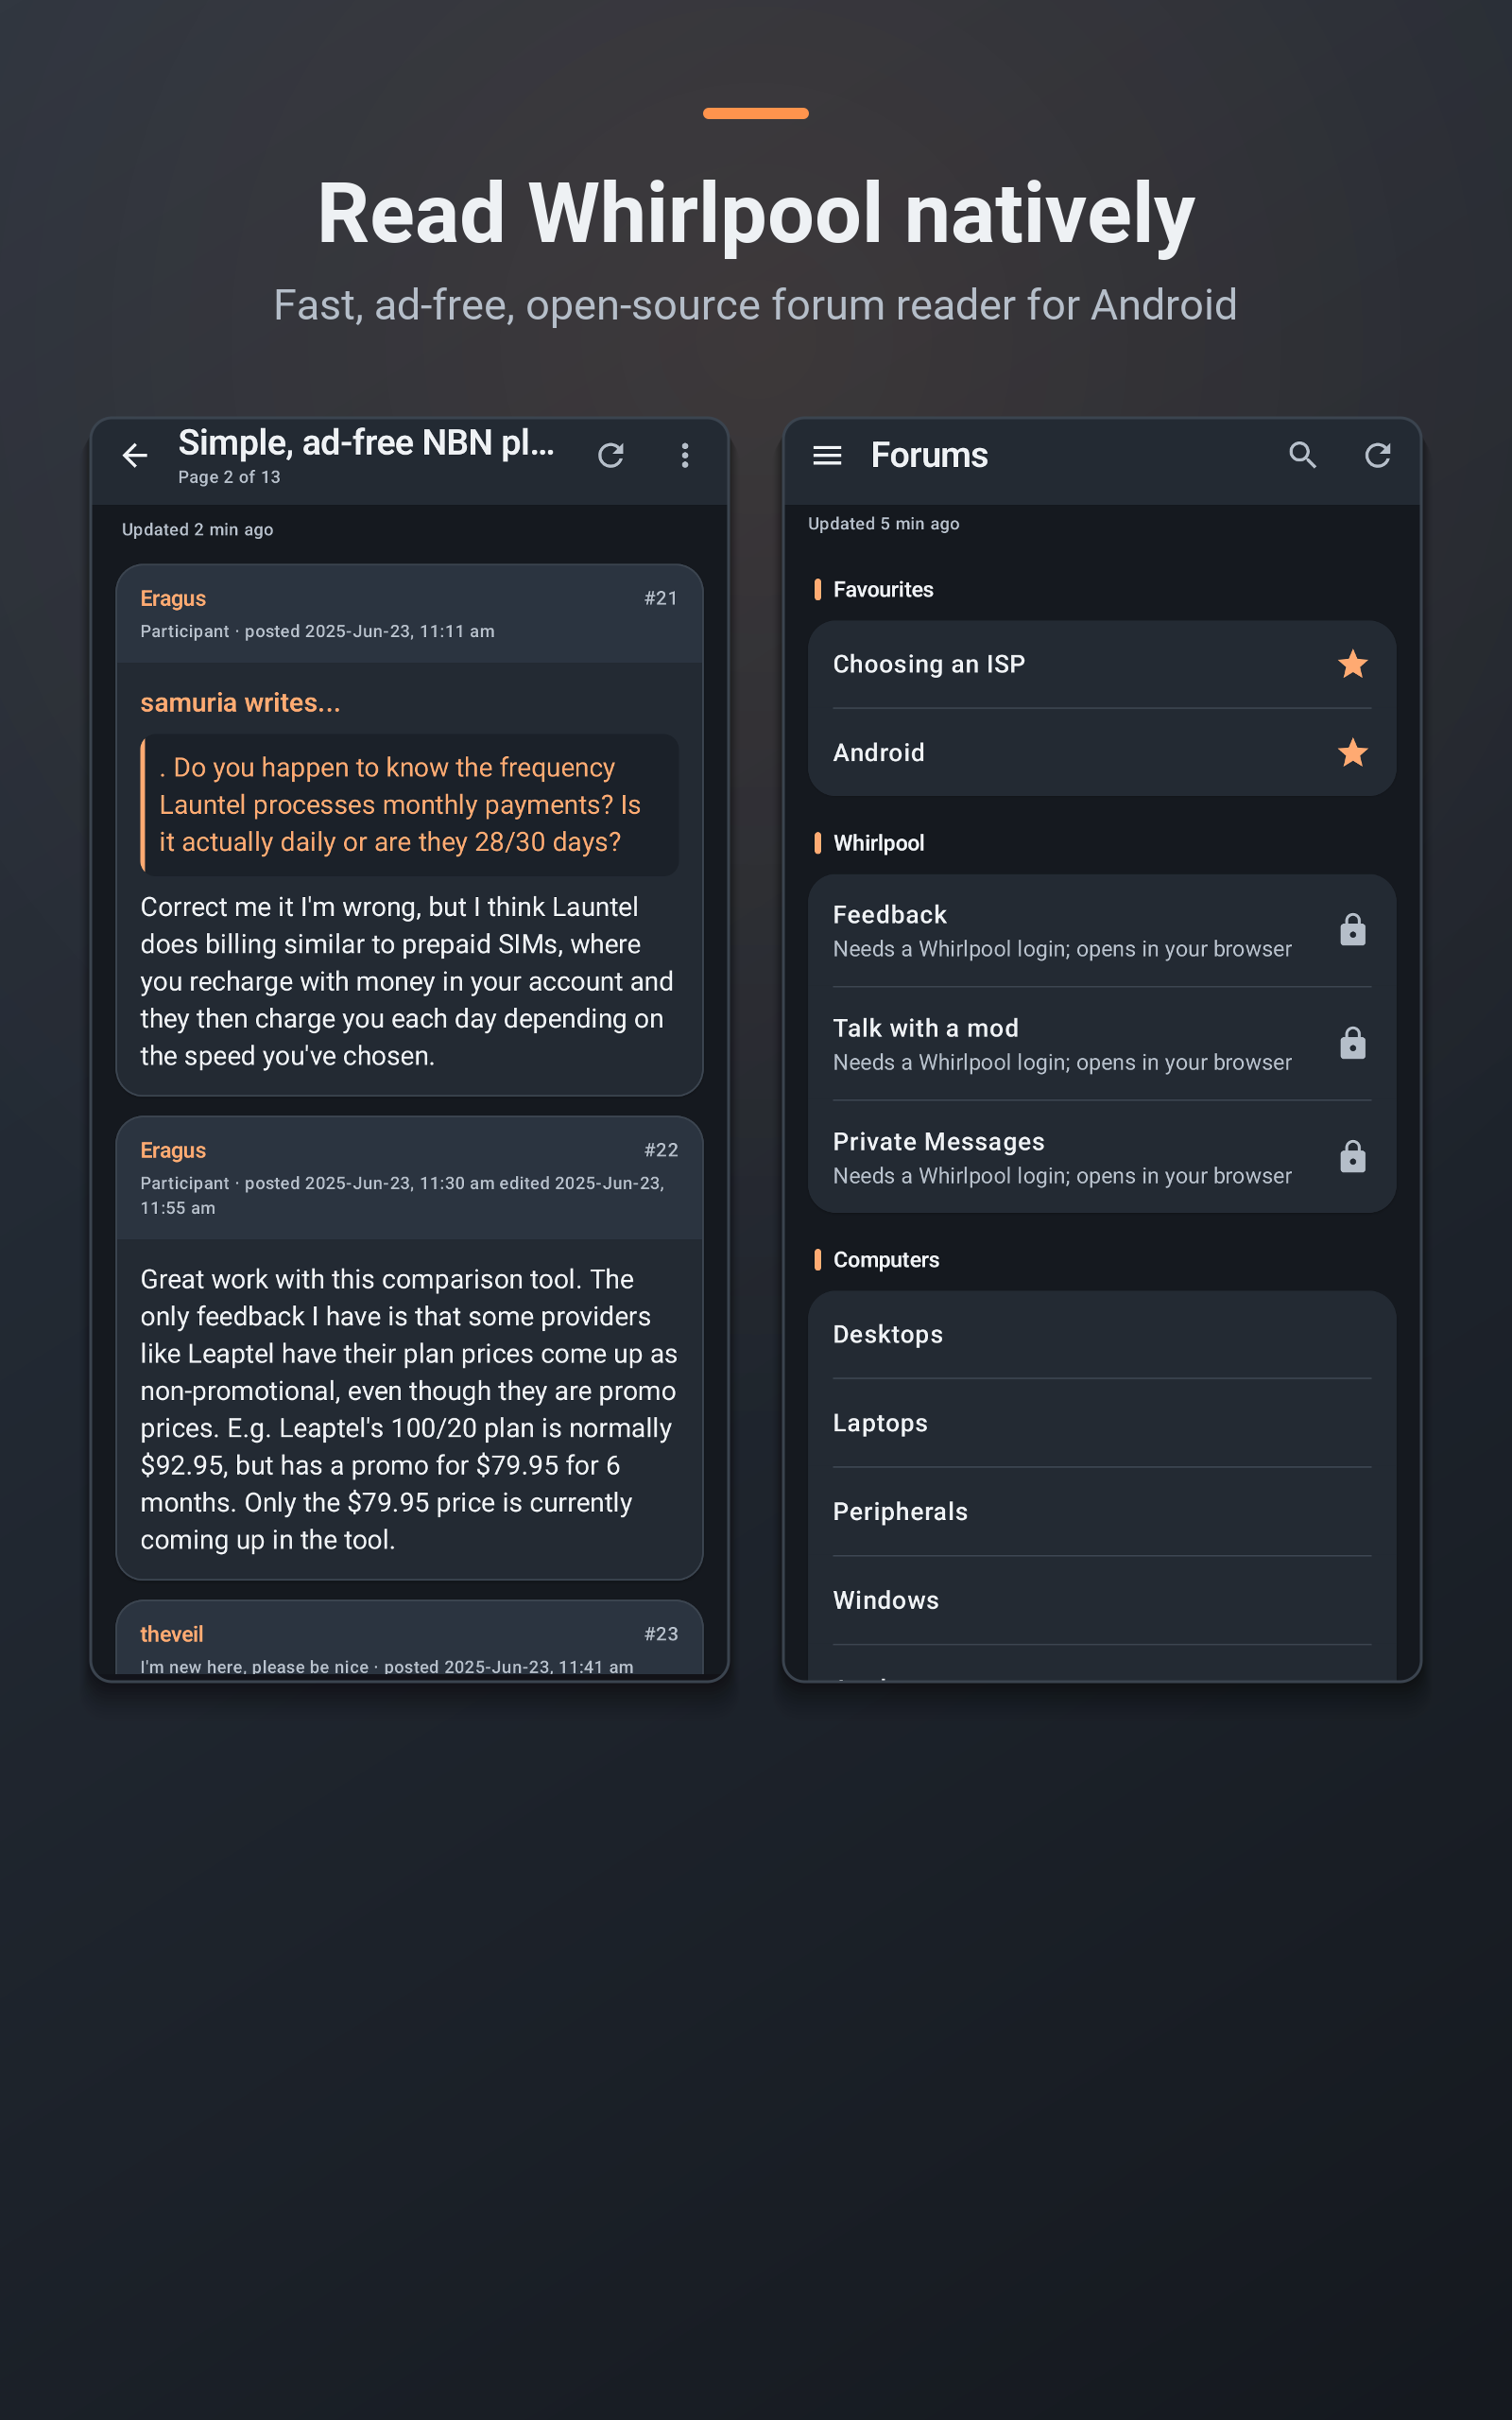 Read Whirlpool natively
Fast, ad-free, open-source forum reader for Android
Simple, ad-free NBN pl...
Page 2 of 13
Updated 2 min ago
Eragus
#21
Participant · posted 2025-Jun-23, 11:11 am
samuria writes...
. Do you happen to know the frequency
Launtel processes monthly payments? Is
it actually daily or are they 28/30 days?
Correct me it I'm wrong, but I think Launtel
does billing similar to prepaid SIMs, where
you recharge with money in your account and
they then charge you each day depending on
the speed you've chosen.
Eragus
#22
Participant · posted 2025-Jun-23, 11:30 am edited 2025-Jun-23,
11:55 am
Great work with this comparison tool. The
only feedback I have is that some providers
like Leaptel have their plan prices come up as
non-promotional, even though they are promo
prices. E.g. Leaptel's 100/20 plan is normally
$92.95, but has a promo for $79.95 for 6
months. Only the $79.95 price is currently
coming up in the tool.
theveil
#23
I'm new here, please be nice · posted 2025-Jun-23, 11:41 am
Forums
Updated 5 min ago
Favourites
Choosing an ISP
Android
Whirlpool
Feedback
Needs a Whirlpool login; opens in your browser
Talk with a mod
Needs a Whirlpool login; opens in your browser
Private Messages
Needs a Whirlpool login; opens in your browser
Computers
Desktops
Laptops
Peripherals
Windows